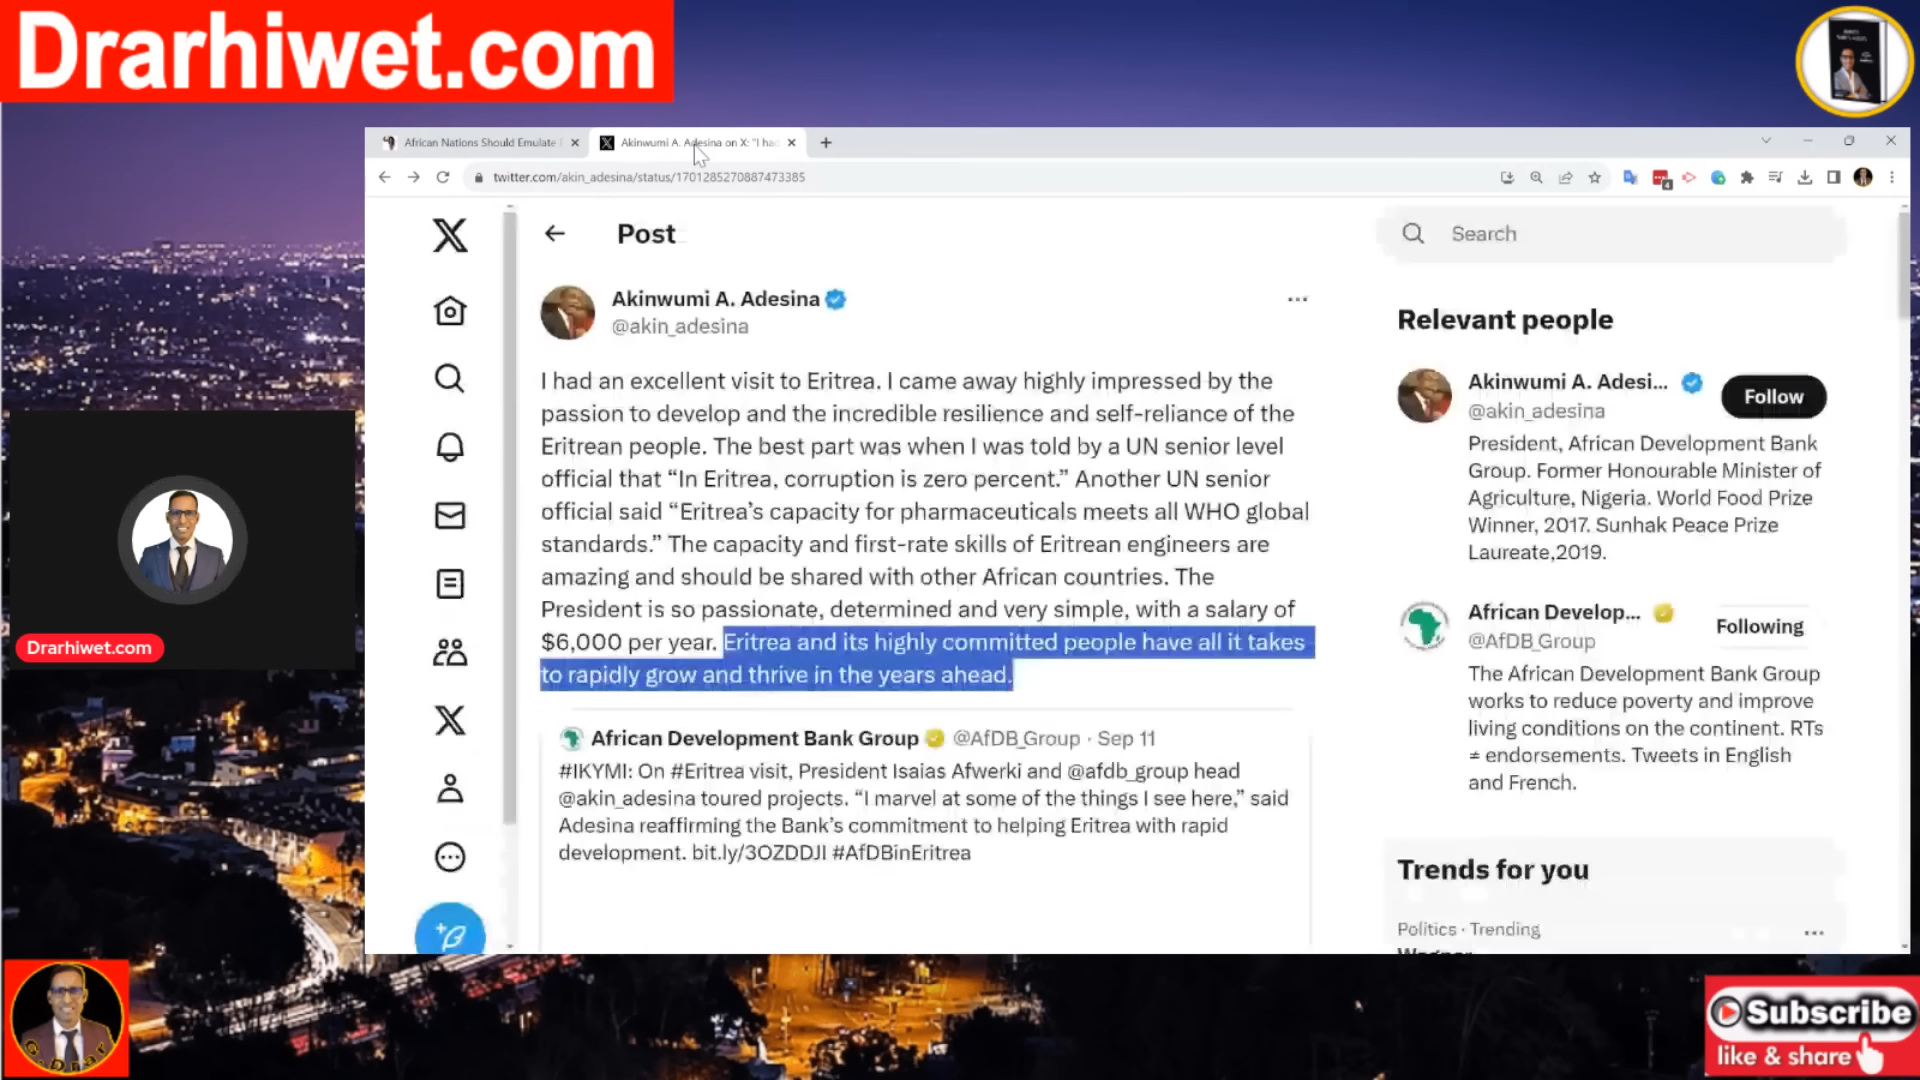 Drarhiwet.com
African Nations Should Emulate
Akinwumi A. Adesina on X: "I had
twitter.com/akin_adesina/status/1701285270887473385
Post
Search
Akinwumi A. Adesina
@akin_adesina
I had an excellent visit to Eritrea. I came away highly impressed by the
passion to develop and the incredible resilience and self-reliance of the
Eritrean people. The best part was when I was told by a UN senior level
official that “In Eritrea, corruption is zero percent.” Another UN senior
official said “Eritrea’s capacity for pharmaceuticals meets all WHO global
standards.” The capacity and first-rate skills of Eritrean engineers are
amazing and should be shared with other African countries. The
President is so passionate, determined and very simple, with a salary of
$6,000 per year. Eritrea and its highly committed people have all it takes
to rapidly grow and thrive in the years ahead.
African Development Bank Group @AfDB_Group · Sep 11
#IKYMI: On #Eritrea visit, President Isaias Afwerki and @afdb_group head
@akin_adesina toured projects. “I marvel at some of the things I see here,” said
Adesina reaffirming the Bank’s commitment to helping Eritrea with rapid
development. bit.ly/3OZDDJI #AfDBinEritrea
Relevant people
Akinwumi A. Adesi...
@akin_adesina
Follow
President, African Development Bank
Group. Former Honourable Minister of
Agriculture, Nigeria. World Food Prize
Winner, 2017. Sunhak Peace Prize
Laureate,2019.
African Develop...
@AfDB_Group
Following
The African Development Bank Group
works to reduce poverty and improve
living conditions on the continent. RTs
≠ endorsements. Tweets in English
and French.
Trends for you
Politics · Trending
Drarhiwet.com
Subscribe
like & share